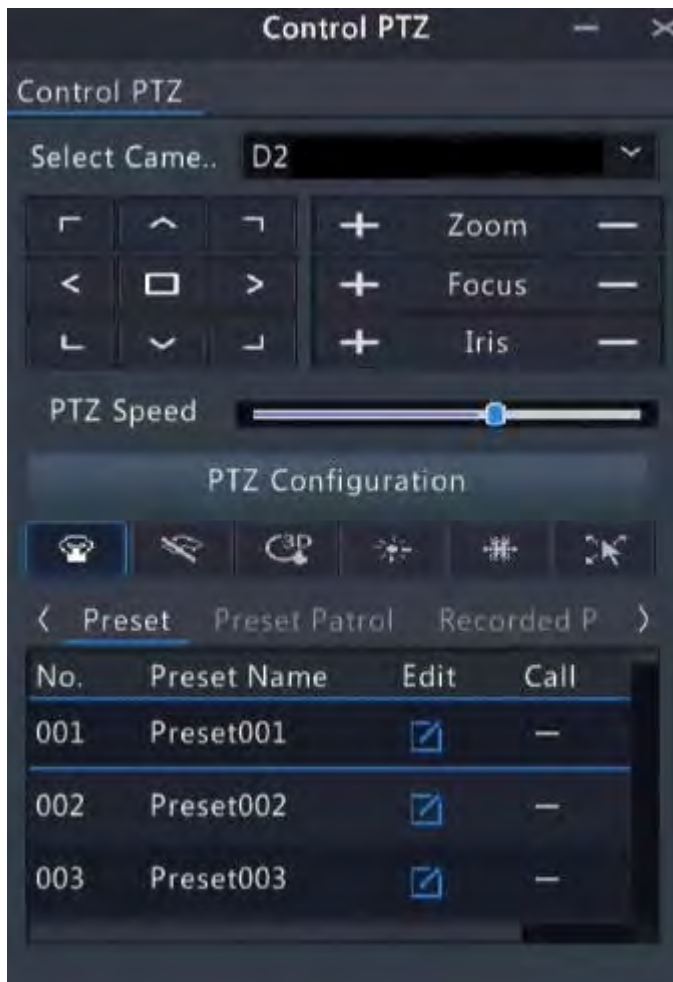 Control PTZ
Control PTZ
Select Came.. D2
Zoom
Focus
Iris
PTZ Speed
PTZ Configuration
3D
Preset Preset Patrol Recorded P
No. Preset Name Edit Call
001 Preset001
002 Preset002
003 Preset003